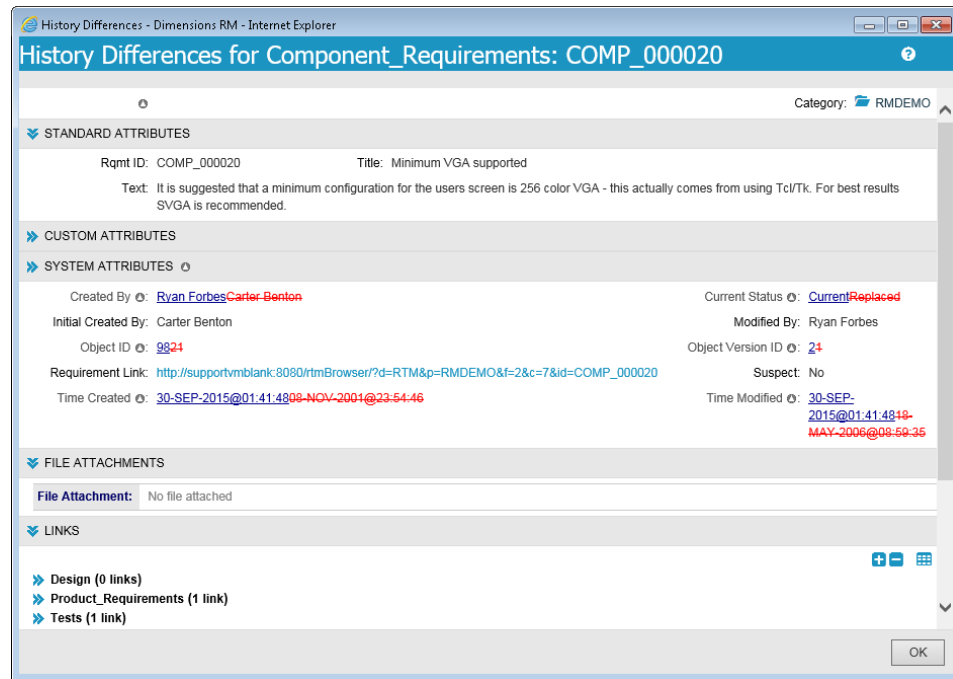 History Differences - Dimensions RM - Internet Explorer
History Differences for Component_Requirements: COMP_000020
?
Category: RMDEMO
STANDARD ATTRIBUTES
Rqmt ID: COMP_000020 Title: Minimum VGA supported
Text: It is suggested that a minimum configuration for the users screen is 256 color VGA - this actually comes from using Tcl/Tk. For best results
SVGA is recommended.
CUSTOM ATTRIBUTES
SYSTEM ATTRIBUTES
Created By : Ryan ForbesCarter Benton Current Status : CurrentReplaced
Initial Created By: Carter Benton Modified By: Ryan Forbes
Object ID : 9821 Object Version ID : 21
Requirement Link: http://supportvmblank:8080/rtmBrowser/?d=RTM&p=RMDEMO&f=2&c=7&id=COMP_000020 Suspect: No
Time Created : 30-SEP-2015@01:41:4808-NOV-2001@23:54:46 Time Modified : 30-SEP-
2015@01:41:4818-
MAY-2006@08:59:35
FILE ATTACHMENTS
File Attachment: No file attached
LINKS
Design (0 links)
Product_Requirements (1 link)
Tests (1 link)
OK